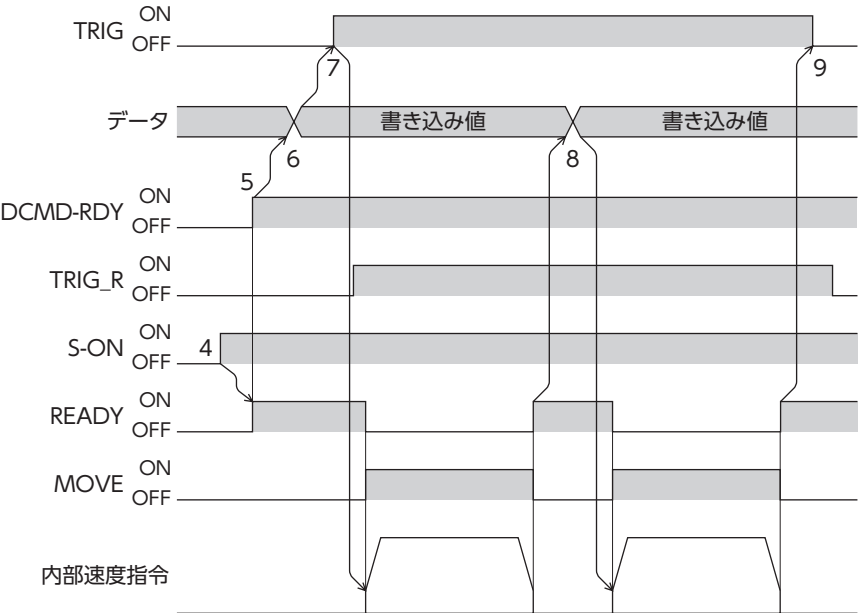 TRIG ON
OFF
7
9
データ 書き込み値 書き込み値
6
8
5
DCMD-RDY ON
OFF
TRIG_R ON
OFF
S-ON ON
OFF
4
READY ON
OFF
MOVE ON
OFF
内部速度指令